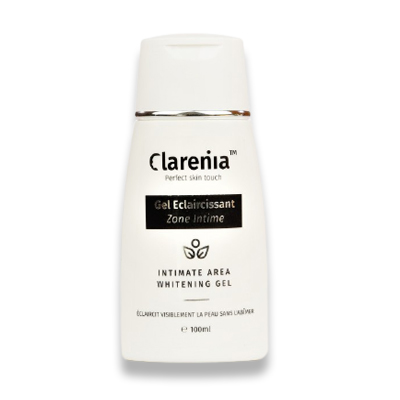 Clarenia™
Perfect skin touch
Gel Eclaircissant
Zone Intime
INTIMATE AREA
WHITENING GEL
ÉCLAIRCIT VISIBLEMENT LA PEAU SANS L'ABÎMER
℮ 100ml